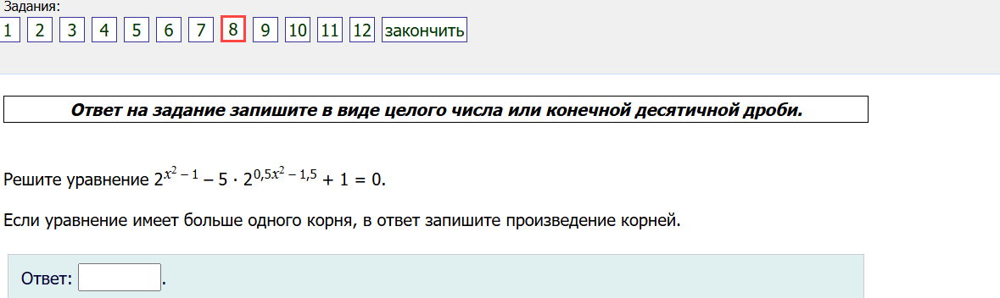 Задания:
1 2 3 4 5 6 7 8 9 10 11 12 закончить
Ответ на задание запишите в виде целого числа или конечной десятичной дроби.
Решите уравнение 2^{x^2 – 1} – 5 · 2^{0,5x^2 – 1,5} + 1 = 0.
Если уравнение имеет больше одного корня, в ответ запишите произведение корней.
Ответ: .